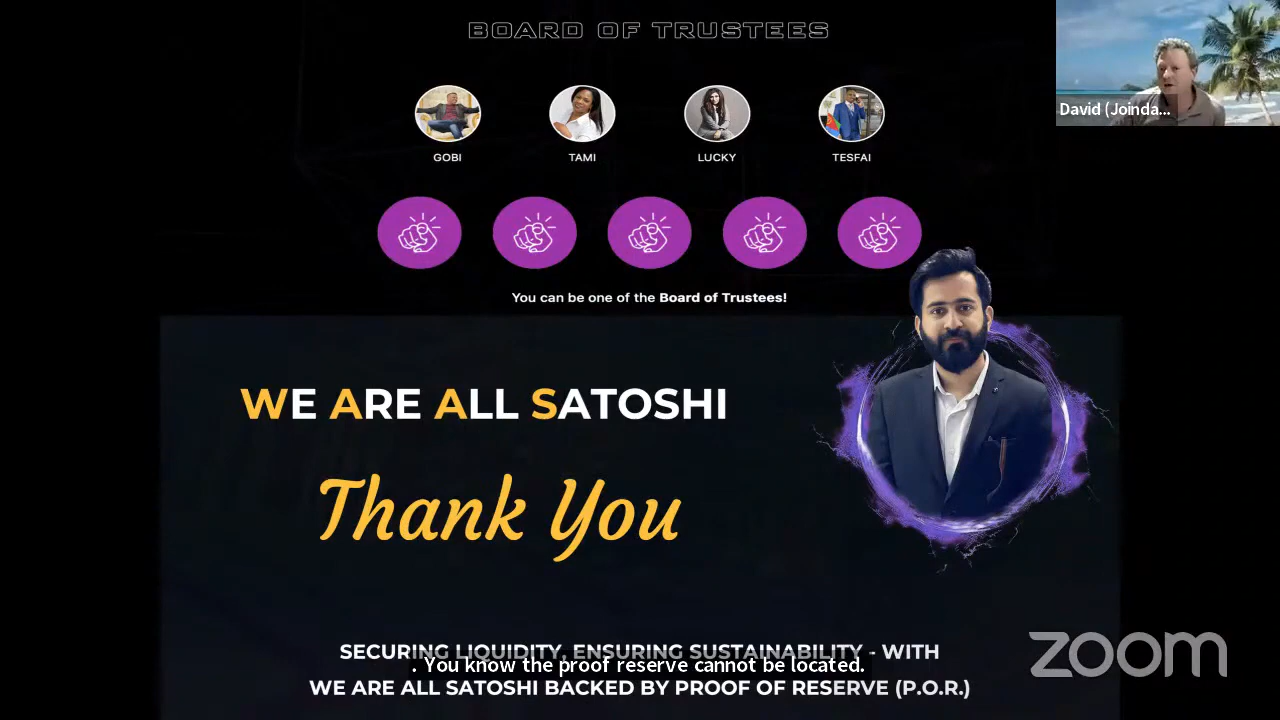 BOARD OF TRUSTEES
David (Joinda...
GOBI
TAMI
LUCKY
TESFAI
You can be one of the Board of Trustees!
WE ARE ALL SATOSHI
Thank You
SECURING LIQUIDITY, ENSURING SUSTAINABILITY - WITH
. You know the proof reserve cannot be located.
WE ARE ALL SATOSHI BACKED BY PROOF OF RESERVE (P.O.R.)
zoom